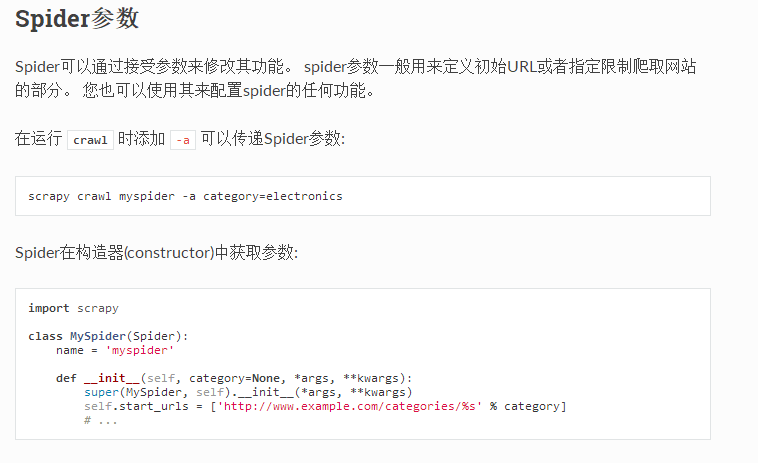 Spider参数
Spider可以通过接受参数来修改其功能。 spider参数一般用来定义初始URL或者指定限制爬取网站
的部分。 您也可以使用其来配置spider的任何功能。
在运行 crawl 时添加 -a 可以传递Spider参数:
scrapy crawl myspider -a category=electronics
Spider在构造器(constructor)中获取参数:
import scrapy
class MySpider(Spider):
    name = 'myspider'
    def __init__(self, category=None, *args, **kwargs):
        super(MySpider, self).__init__(*args, **kwargs)
        self.start_urls = ['http://www.example.com/categories/%s' % category]
        # ...